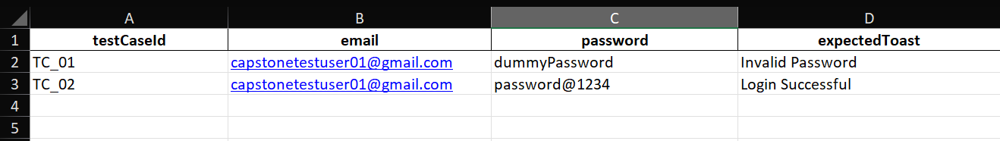 A B C D
1 testCaseId email password expectedToast
2 TC_01 capstonetestuser01@gmail.com dummyPassword Invalid Password
3 TC_02 capstonetestuser01@gmail.com password@1234 Login Successful
4
5